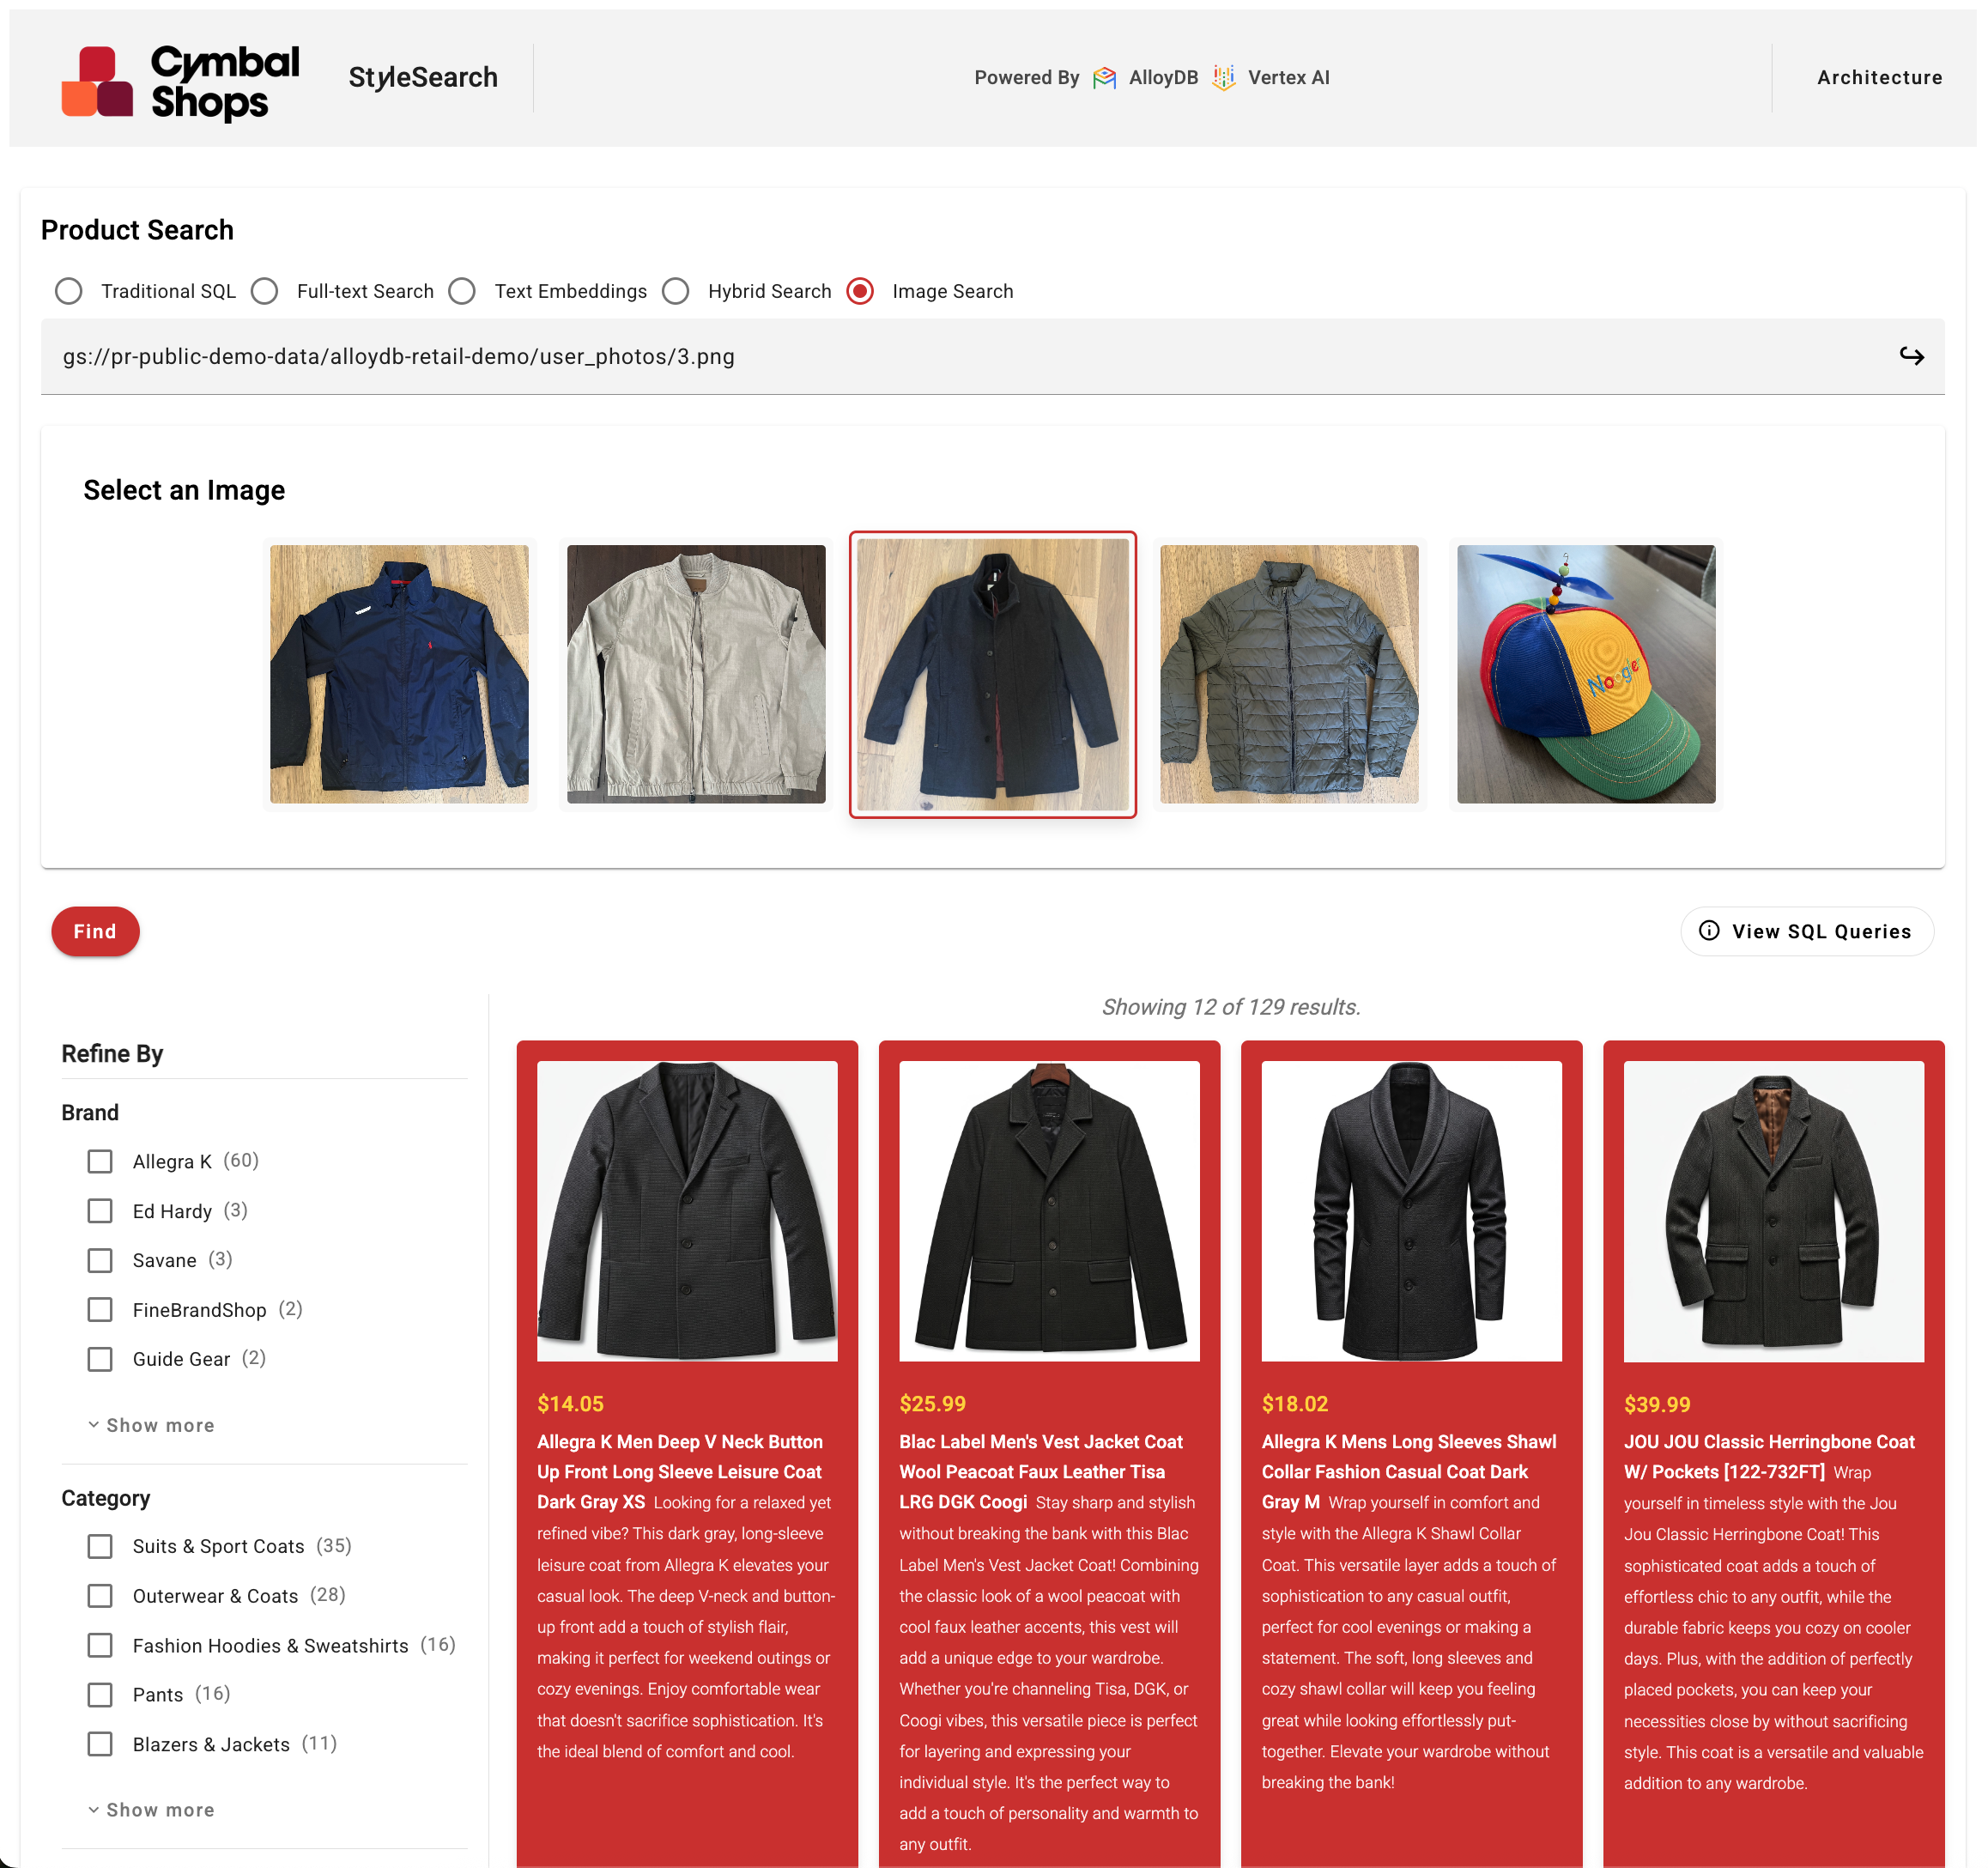 Cymbal
Shops
StyleSearch
Powered By AlloyDB Vertex AI
Architecture
Product Search
Traditional SQL Full-text Search Text Embeddings Hybrid Search Image Search
gs://pr-public-demo-data/alloydb-retail-demo/user_photos/3.png
Select an Image
Find
View SQL Queries
Showing 12 of 129 results.
Refine By
Brand
Allegra K (60)
Ed Hardy (3)
Savane (3)
FineBrandShop (2)
Guide Gear (2)
Show more
Category
Suits & Sport Coats (35)
Outerwear & Coats (28)
Fashion Hoodies & Sweatshirts (16)
Pants (16)
Blazers & Jackets (11)
Show more
$14.05
Allegra K Men Deep V Neck Button
Up Front Long Sleeve Leisure Coat
Dark Gray XS Looking for a relaxed yet
refined vibe? This dark gray, long-sleeve
leisure coat from Allegra K elevates your
casual look. The deep V-neck and button-
up front add a touch of stylish flair,
making it perfect for weekend outings or
cozy evenings. Enjoy comfortable wear
that doesn't sacrifice sophistication. It's
the ideal blend of comfort and cool.
$25.99
Blac Label Men's Vest Jacket Coat
Wool Peacoat Faux Leather Tisa
LRG DGK Coogi Stay sharp and stylish
without breaking the bank with this Blac
Label Men's Vest Jacket Coat! Combining
the classic look of a wool peacoat with
cool faux leather accents, this vest will
add a unique edge to your wardrobe.
Whether you're channeling Tisa, DGK, or
Coogi vibes, this versatile piece is perfect
for layering and expressing your
individual style. It's the perfect way to
add a touch of personality and warmth to
any outfit.
$18.02
Allegra K Mens Long Sleeves Shawl
Collar Fashion Casual Coat Dark
Gray M Wrap yourself in comfort and
style with the Allegra K Shawl Collar
Coat. This versatile layer adds a touch of
sophistication to any casual outfit,
perfect for cool evenings or making a
statement. The soft, long sleeves and
cozy shawl collar will keep you feeling
great while looking effortlessly put-
together. Elevate your wardrobe without
breaking the bank!
$39.99
JOU JOU Classic Herringbone Coat
W/ Pockets [122-732FT] Wrap
yourself in timeless style with the Jou
Jou Classic Herringbone Coat! This
sophisticated coat adds a touch of
effortless chic to any outfit, while the
durable fabric keeps you cozy on cooler
days. Plus, with the addition of perfectly
placed pockets, you can keep your
necessities close by without sacrificing
style. This coat is a versatile and valuable
addition to any wardrobe.